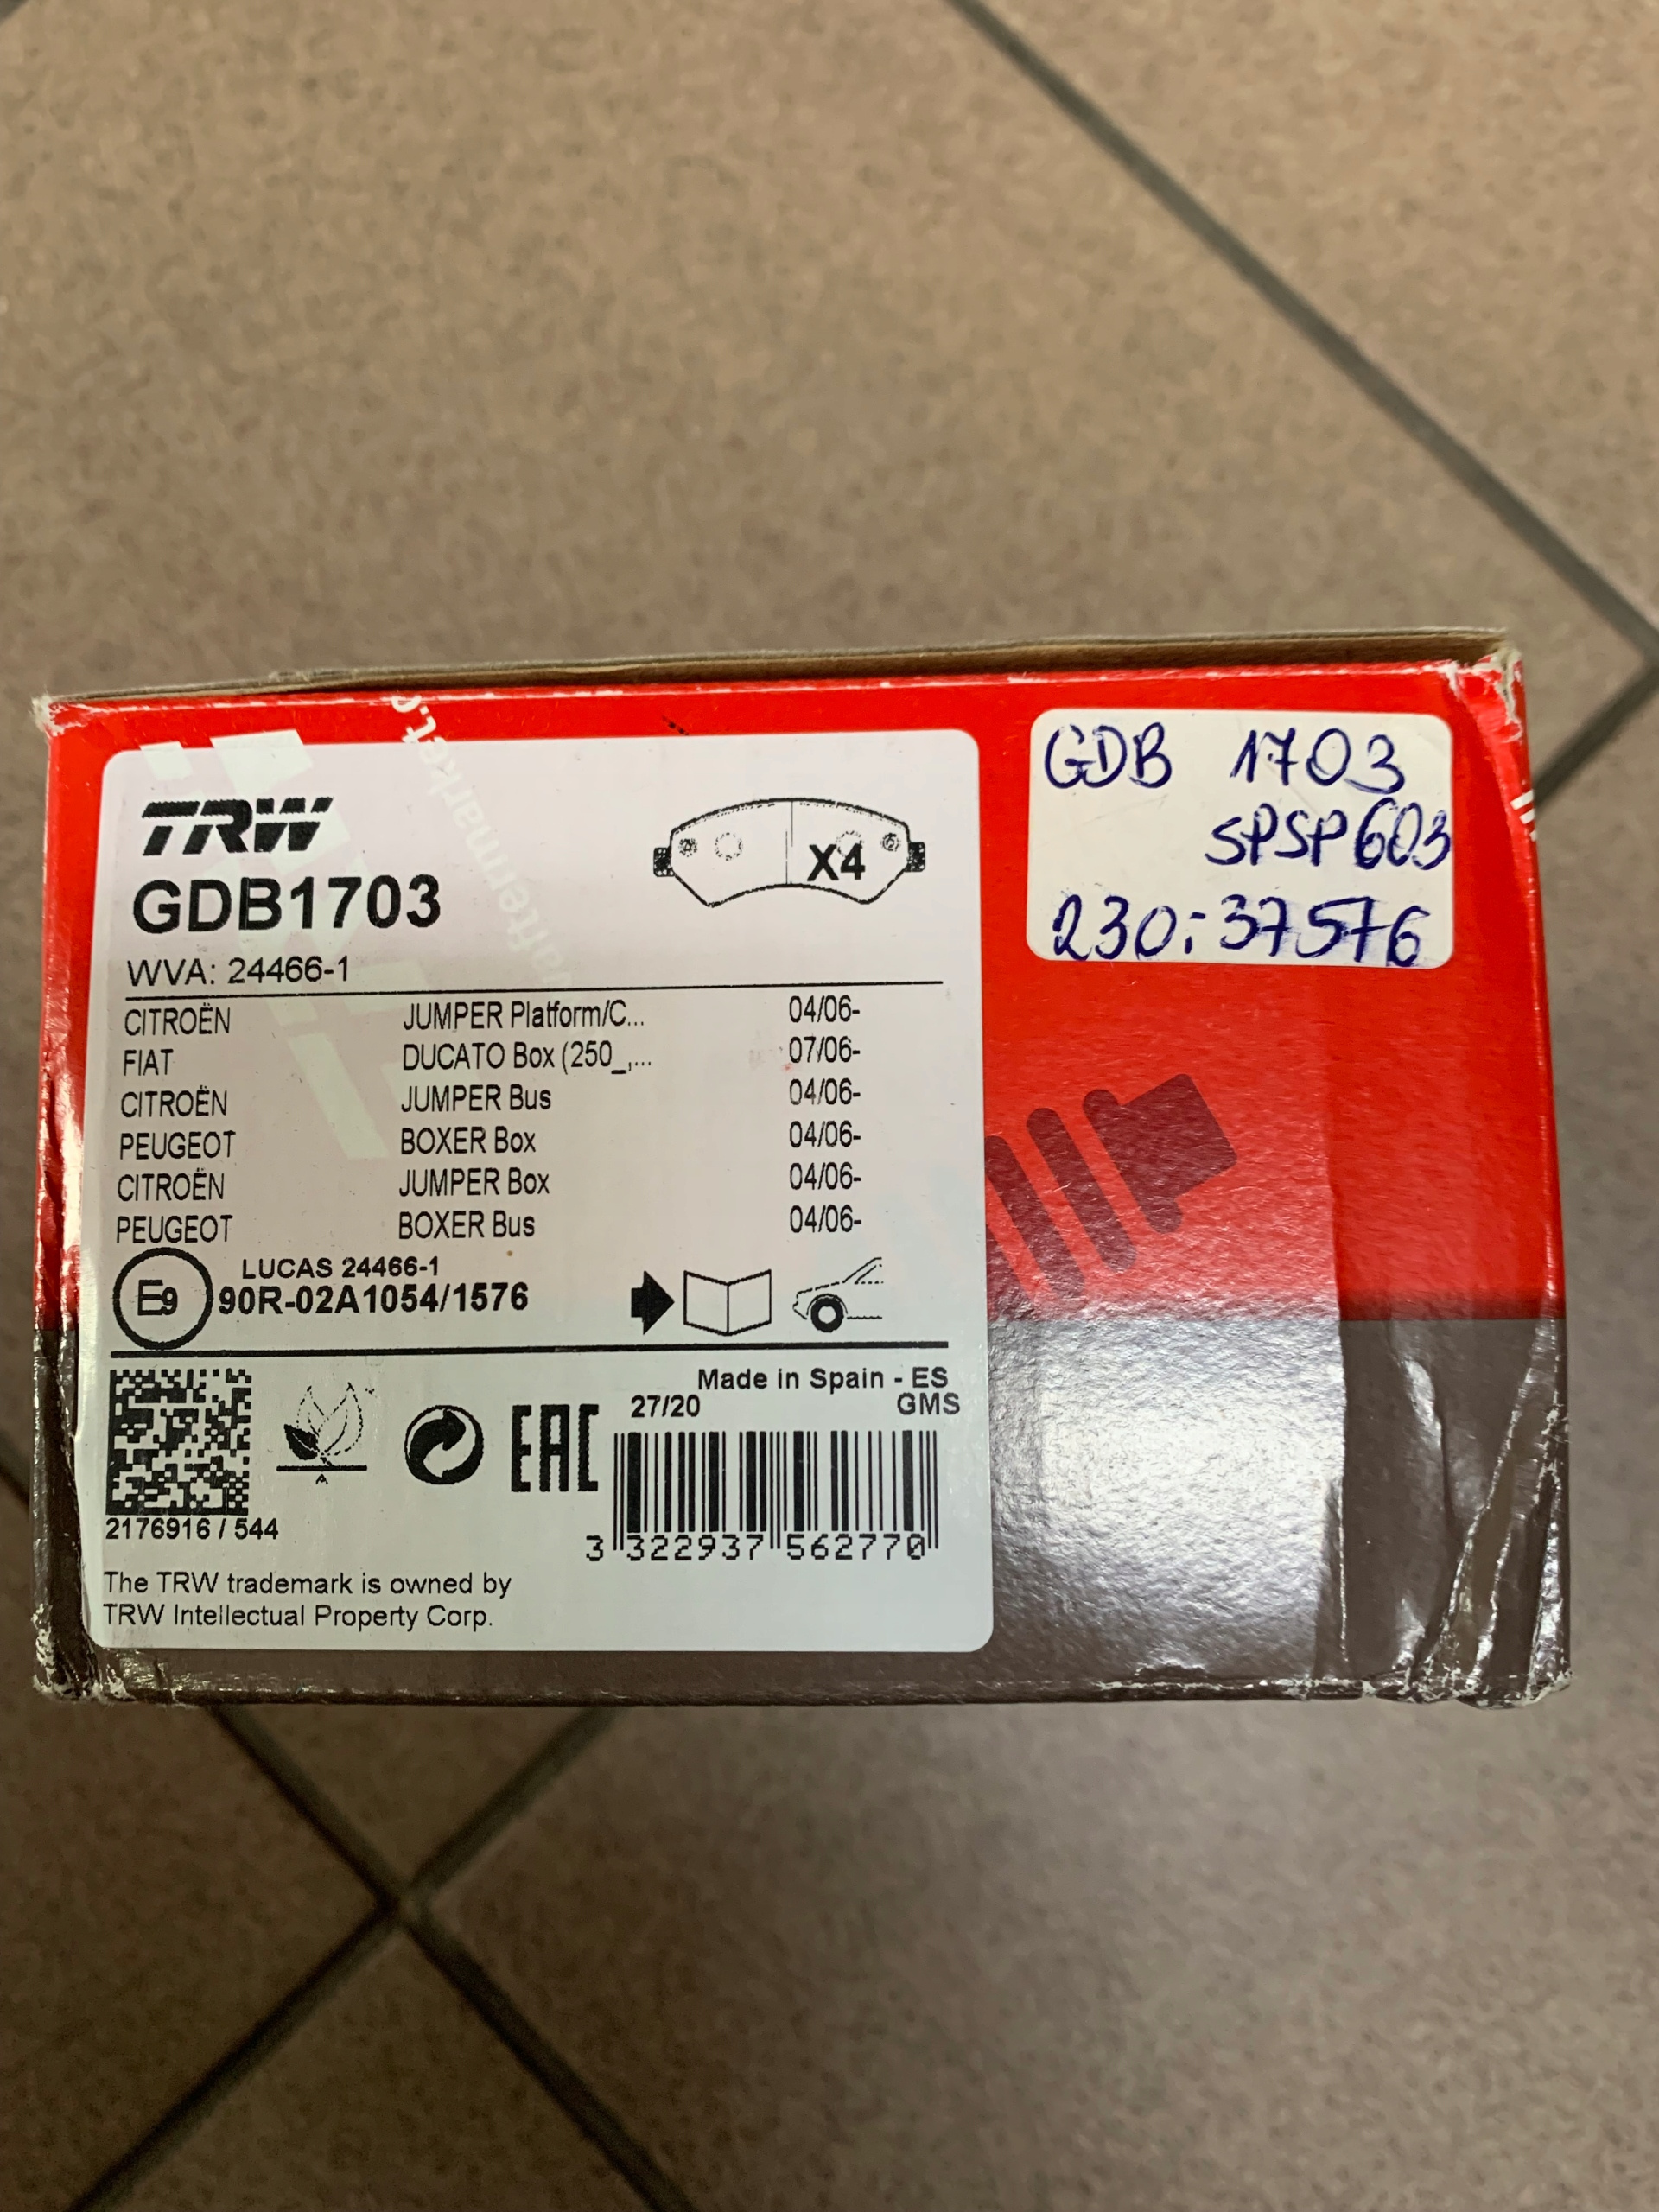 TRW
GDB1703
WVA: 24466-1
X4
CITROËN JUMPER Platform/C... 04/06-
FIAT DUCATO Box (250_,... 07/06-
CITROËN JUMPER Bus 04/06-
PEUGEOT BOXER Box 04/06-
CITROËN JUMPER Box 04/06-
PEUGEOT BOXER Bus 04/06-
LUCAS 24466-1
E9 90R-02A1054/1576
Made in Spain - ES
27/20 GMS
EAC
A
2176916 / 544
3 322937 562770
The TRW trademark is owned by
TRW Intellectual Property Corp.
GDB 1703
SPSP603
230:37576